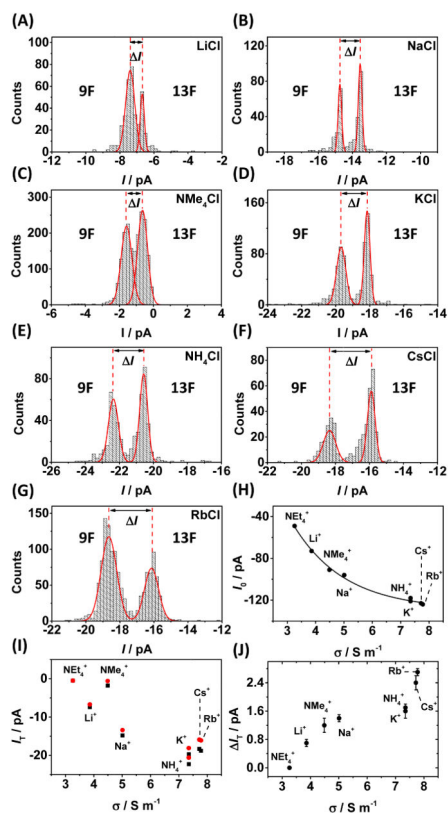 (A)
LiCl
ΔI
9F
13F
Counts
100
80
60
40
20
0
-12
-10
-8
-6
-4
-2
I / pA
(B)
NaCl
ΔI
9F
13F
Counts
120
80
40
0
-18
-16
-14
-12
I / pA
(C)
NMe4Cl
ΔI
9F
13F
Counts
300
200
100
0
-6
-4
-2
0
2
I / pA
(D)
KCl
ΔI
9F
13F
Counts
160
80
0
-22
-20
-18
-16
-14
I / pA
(E)
NH4Cl
ΔI
9F
13F
Counts
80
40
0
-26
-24
-22
-20
-18
-16
I / pA
(F)
CsCl
ΔI
9F
13F
Counts
90
60
30
0
-22
-20
-18
-16
-14
I / pA
(G)
RbCl
ΔI
9F
13F
Counts
150
100
50
0
-22
-20
-18
-16
-14
-12
I / pA
(H)
NEt4+
Li+
NMe4+
Na+
NH4+
K+
Cs+
Rb+
I0 / pA
-40
-80
-120
3
4
5
6
7
8
σ / S m-1
(I)
NEt4+
NMe4+
Li+
Na+
K+
NH4+
Cs+
Rb+
IT / pA
0
-5
-10
-15
-20
3
4
5
6
7
8
σ / S m-1
(J)
NEt4+
Li+
NMe4+
Na+
NH4+
K+
Rb+
Cs+
ΔIT / pA
2.4
1.6
0.8
0.0
3
4
5
6
7
8
σ / S m-1